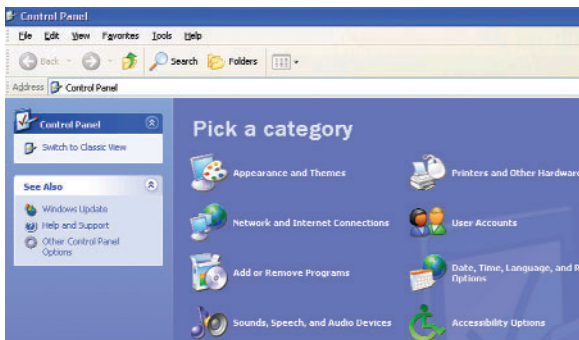 Control Panel
File Edit View Favorites Tools Help
Back Search Folders
Address Control Panel
Control Panel
Switch to Classic View
See Also
Windows Update
Help and Support
Other Control Panel
Options
Pick a category
Appearance and Themes
Printers and Other Hardware
Network and Internet Connections
User Accounts
Add or Remove Programs
Date, Time, Language, and R
Options
Sounds, Speech, and Audio Devices
Accessibility Options